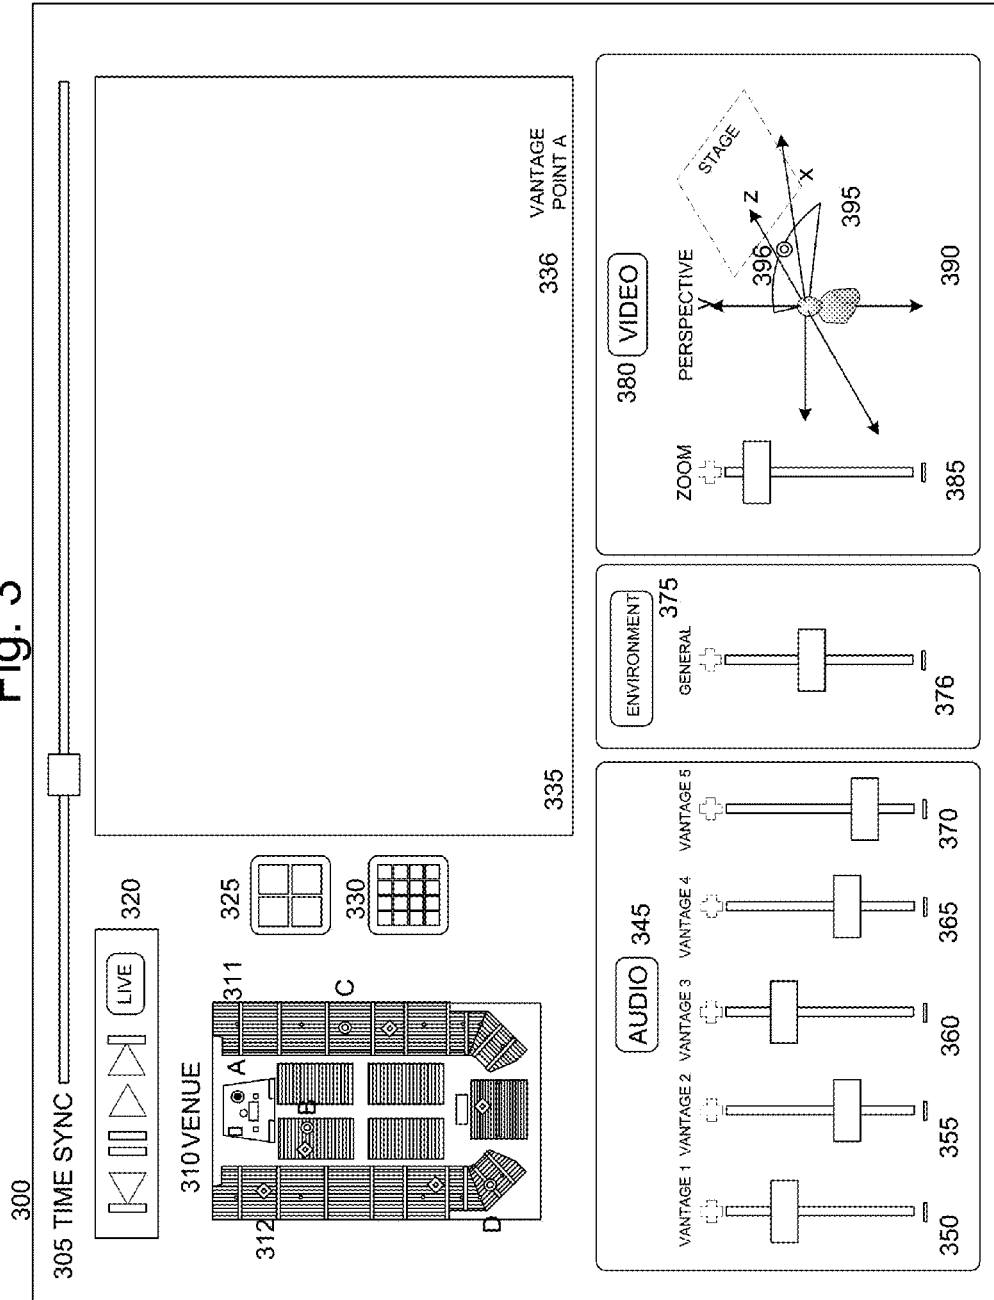 Fig. 3
300
305 TIME SYNC
LIVE
320
310 VENUE
311
312
A
B
C
D
325
330
335
336
VANTAGE
POINT A
AUDIO 345
VANTAGE 1
VANTAGE 2
VANTAGE 3
VANTAGE 4
VANTAGE 5
350
355
360
365
370
ENVIRONMENT
375
GENERAL
376
380 VIDEO
ZOOM
PERSPECTIVE
STAGE
Y
Z
X
396
395
385
390